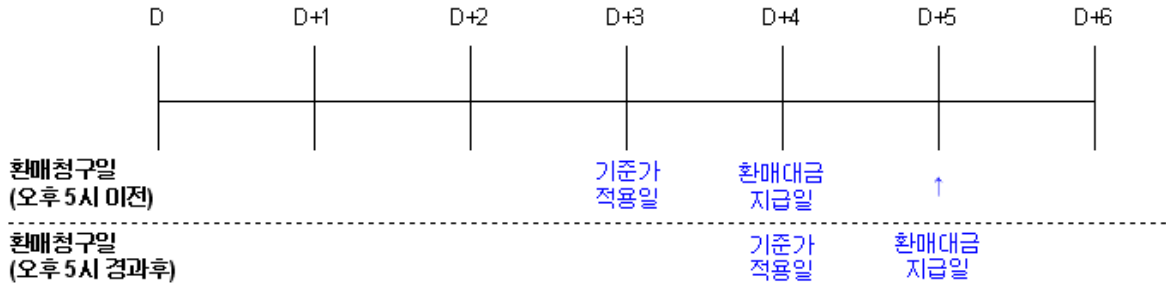 D D+1 D+2 D+3 D+4 D+5 D+6
환매청구일 기준가 환매대금 ↑
(오후 5시 이전) 적용일 지급일
환매청구일 기준가 환매대금
(오후 5시 경과후) 적용일 지급일